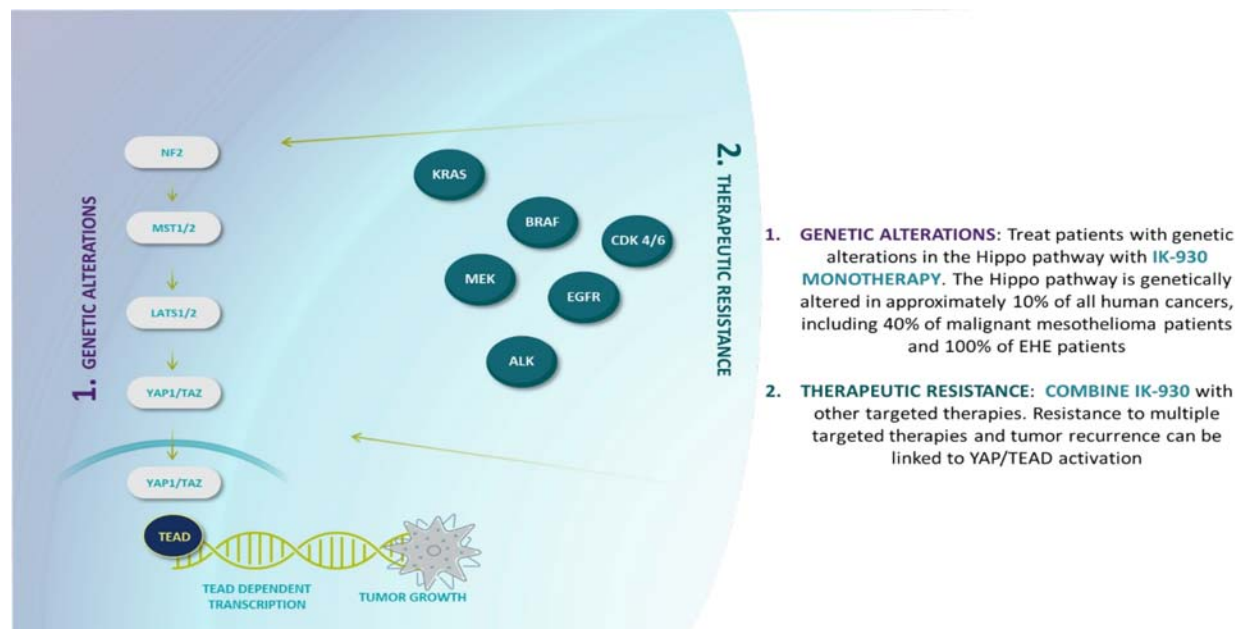 1. GENETIC ALTERATIONS
NF2
MST1/2
LATS1/2
YAP1/TAZ
YAP1/TAZ
TEAD
TEAD DEPENDENT
TRANSCRIPTION
TUMOR GROWTH
KRAS
BRAF
CDK 4/6
MEK
EGFR
ALK
2. THERAPEUTIC RESISTANCE
1. GENETIC ALTERATIONS: Treat patients with genetic
alterations in the Hippo pathway with IK-930
MONOTHERAPY. The Hippo pathway is genetically
altered in approximately 10% of all human cancers,
including 40% of malignant mesothelioma patients
and 100% of EHE patients
2. THERAPEUTIC RESISTANCE: COMBINE IK-930 with
other targeted therapies. Resistance to multiple
targeted therapies and tumor recurrence can be
linked to YAP/TEAD activation